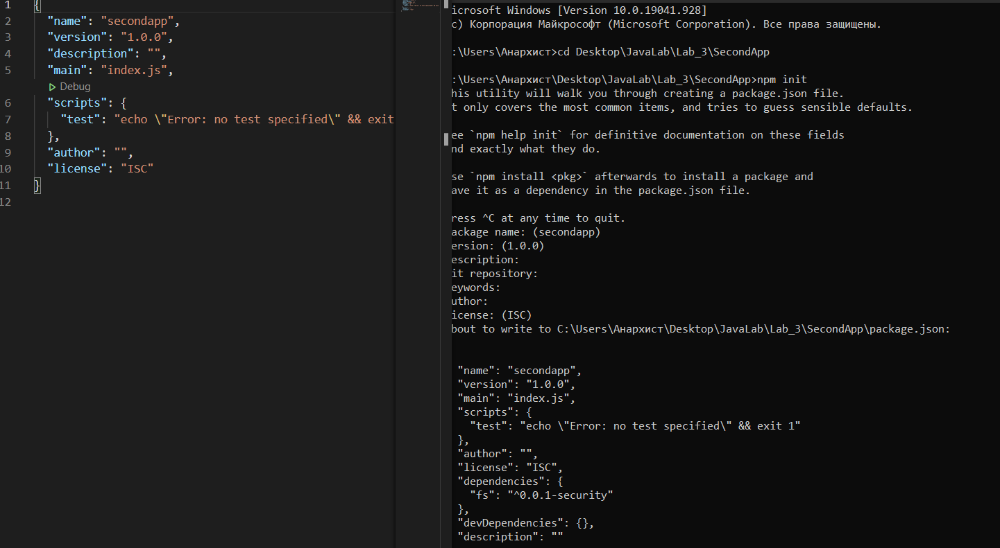 1 {
2 "name": "secondapp",
3 "version": "1.0.0",
4 "description": "",
5 "main": "index.js",
Debug
6 "scripts": {
7 "test": "echo \"Error: no test specified\" && exit
8 },
9 "author": "",
10 "license": "ISC"
11 }
12
icrosoft Windows [Version 10.0.19041.928]
c) Корпорация Майкрософт (Microsoft Corporation). Все права защищены.
:\Users\Анархист>cd Desktop\JavaLab\Lab_3\SecondApp
:\Users\Анархист\Desktop\JavaLab\Lab_3\SecondApp>npm init
his utility will walk you through creating a package.json file.
t only covers the most common items, and tries to guess sensible defaults.
ee `npm help init` for definitive documentation on these fields
nd exactly what they do.
se `npm install <pkg>` afterwards to install a package and
ave it as a dependency in the package.json file.
ress ^C at any time to quit.
ackage name: (secondapp)
ersion: (1.0.0)
escription:
it repository:
eywords:
uthor:
icense: (ISC)
bout to write to C:\Users\Анархист\Desktop\JavaLab\Lab_3\SecondApp\package.json:
"name": "secondapp",
"version": "1.0.0",
"main": "index.js",
"scripts": {
"test": "echo \"Error: no test specified\" && exit 1"
},
"author": "",
"license": "ISC",
"dependencies": {
"fs": "^0.0.1-security"
},
"devDependencies": {},
"description": ""